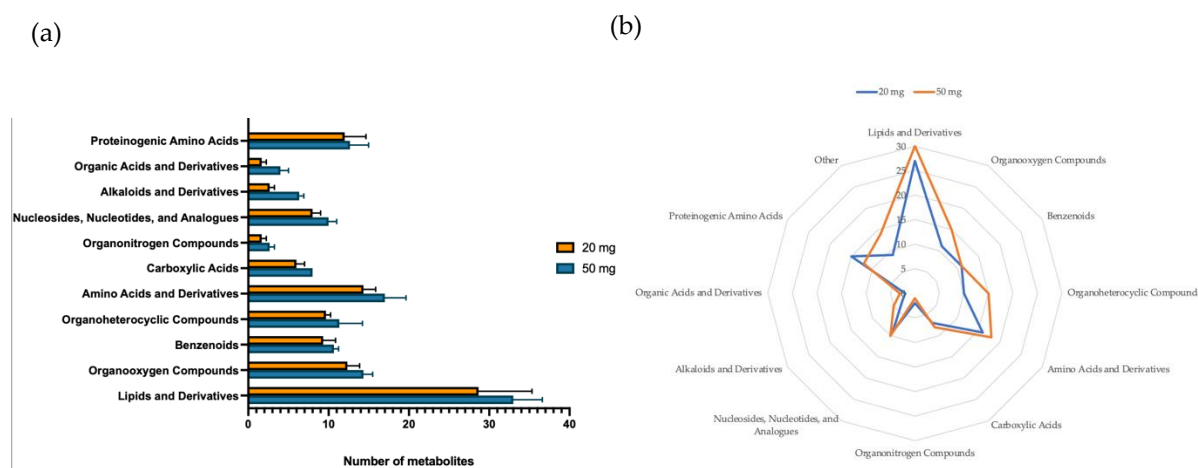 (a)
Proteinogenic Amino Acids
Organic Acids and Derivatives
Alkaloids and Derivatives
Nucleosides, Nucleotides, and Analogues
Organonitrogen Compounds
Carboxylic Acids
Amino Acids and Derivatives
Organoheterocyclic Compounds
Benzenoids
Organooxygen Compounds
Lipids and Derivatives
0 10 20 30 40
Number of metabolites
20 mg
50 mg
(b)
20 mg 50 mg
Lipids and Derivatives
Other
Organooxygen Compounds
Proteinogenic Amino Acids
Benzenoids
Organic Acids and Derivatives
Organoheterocyclic Compound
Alkaloids and Derivatives
Amino Acids and Derivatives
Nucleosides, Nucleotides, and
Analogues
Carboxylic Acids
Organonitrogen Compounds
30
25
20
15
10
5